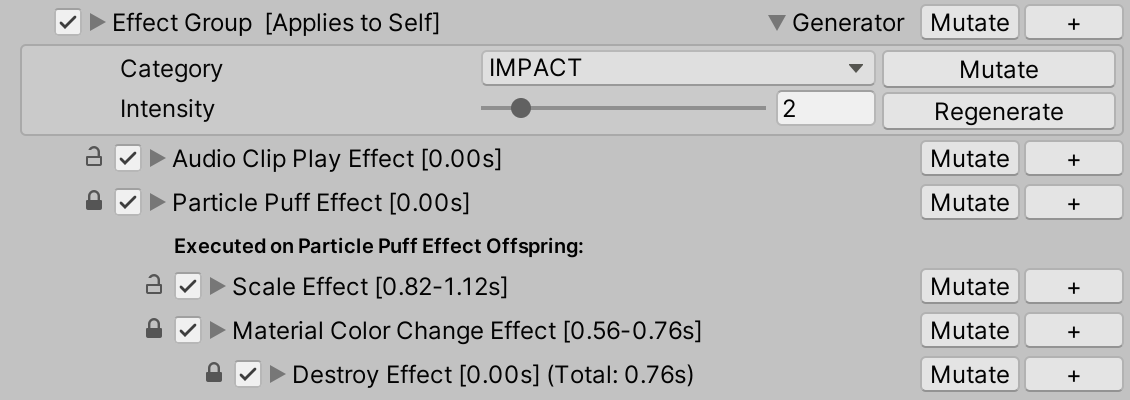 Effect Group [Applies to Self] Generator Mutate +
Category IMPACT Mutate
Intensity 2 Regenerate
Audio Clip Play Effect [0.00s] Mutate +
Particle Puff Effect [0.00s] Mutate +
Executed on Particle Puff Effect Offspring:
Scale Effect [0.82-1.12s] Mutate +
Material Color Change Effect [0.56-0.76s] Mutate +
Destroy Effect [0.00s] (Total: 0.76s) Mutate +